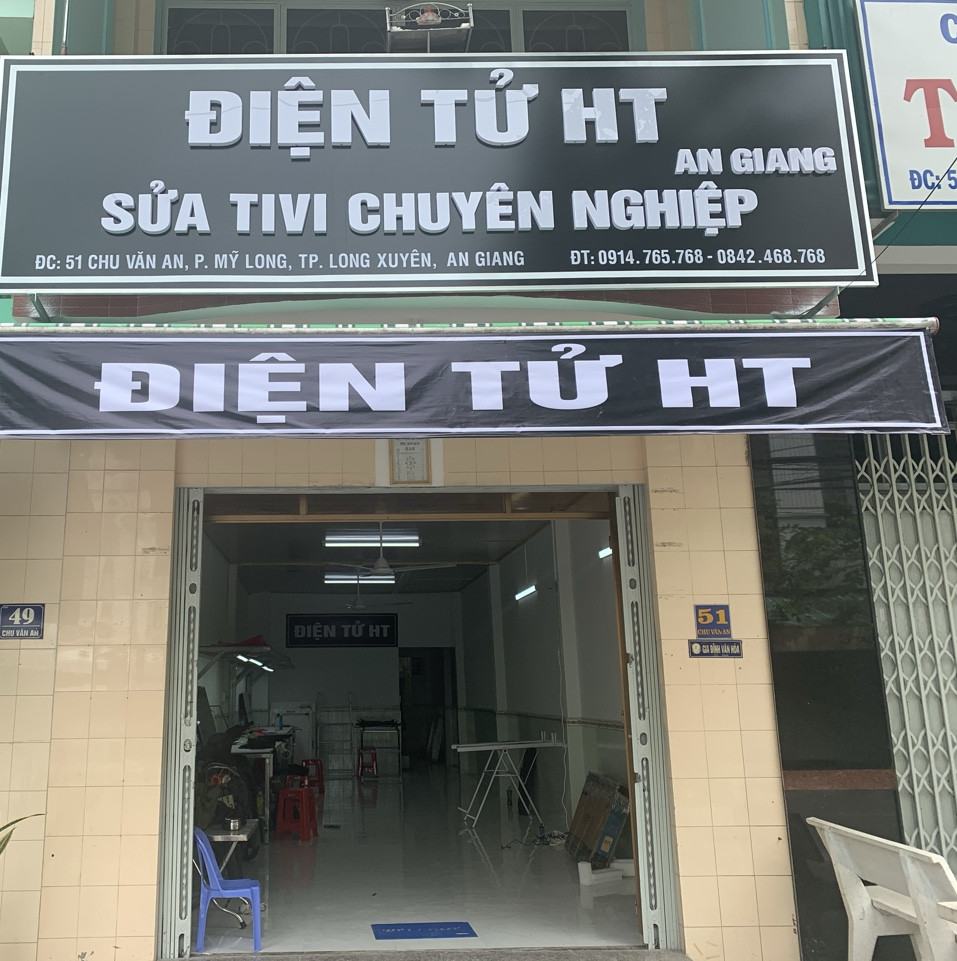 ĐIỆN TỬ HT
AN GIANG
SỬA TIVI CHUYÊN NGHIỆP
ĐC: 51 CHU VĂN AN, P. MỸ LONG, TP. LONG XUYÊN, AN GIANG ĐT: 0914.765.768 - 0842.468.768
C
T
ĐC: 5
ĐIỆN TỬ HT
49
CHU VĂN AN
51
CHU VĂN AN
GIA ĐÌNH VĂN HÓA
ĐIỆN TỬ HT